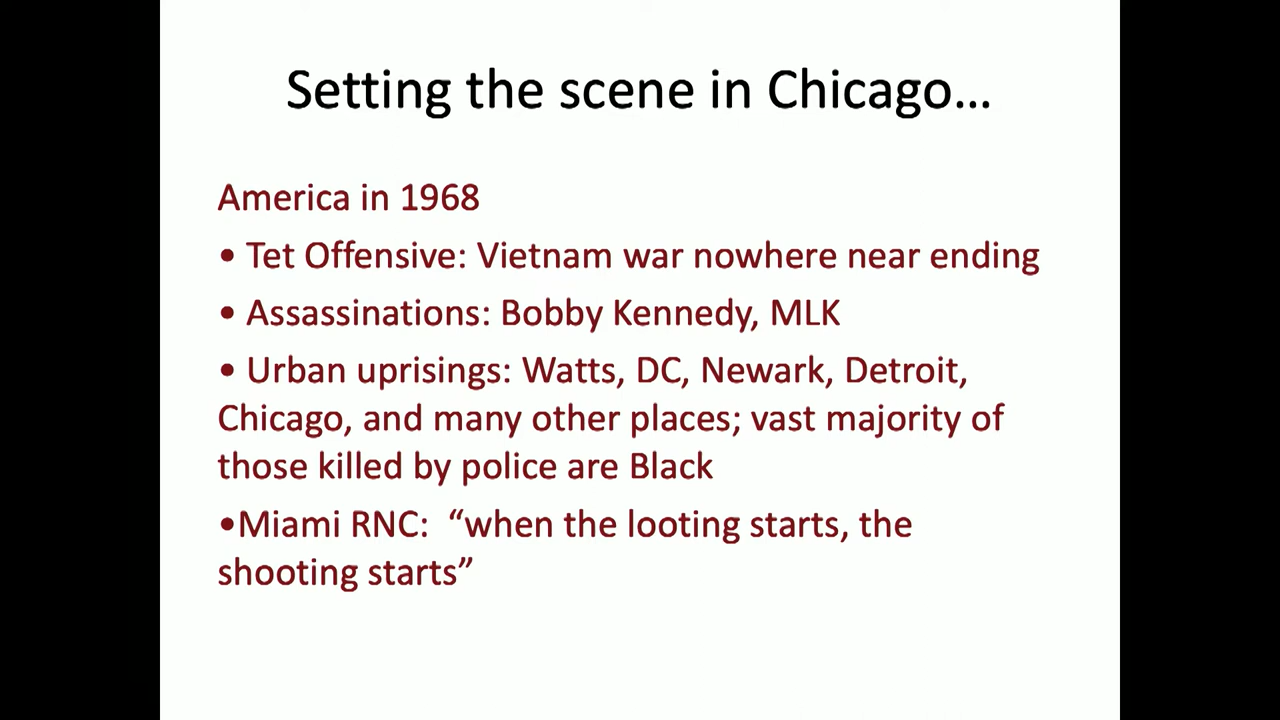 Setting the scene in Chicago...
America in 1968
• Tet Offensive: Vietnam war nowhere near ending
• Assassinations: Bobby Kennedy, MLK
• Urban uprisings: Watts, DC, Newark, Detroit,
Chicago, and many other places; vast majority of
those killed by police are Black
•Miami RNC:  “when the looting starts, the
shooting starts”